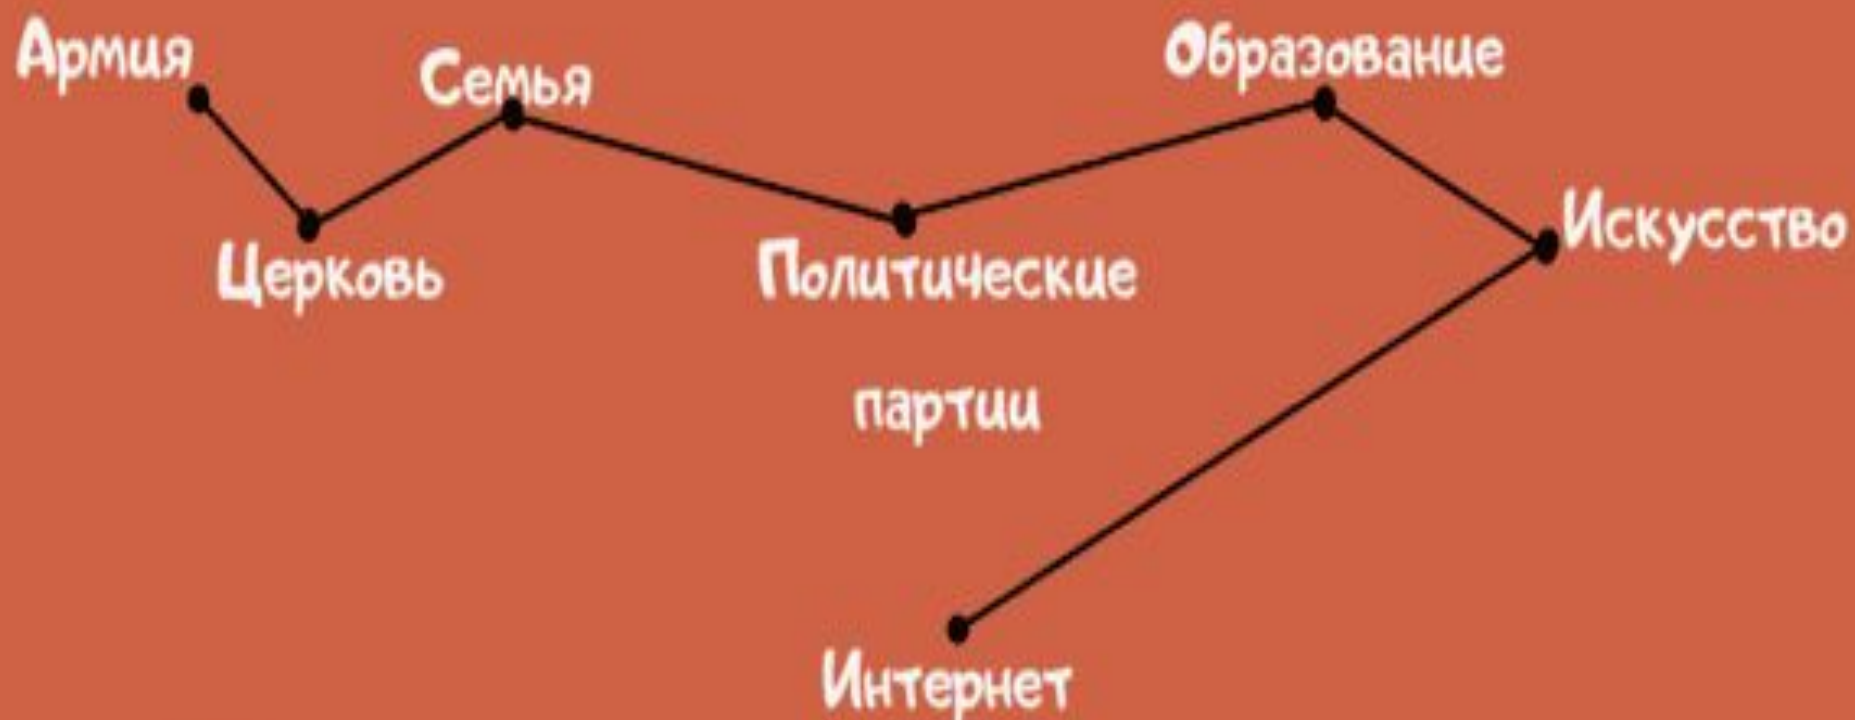 Армия
Семья
Образование
Церковь
Политические
партии
Искусство
Интернет